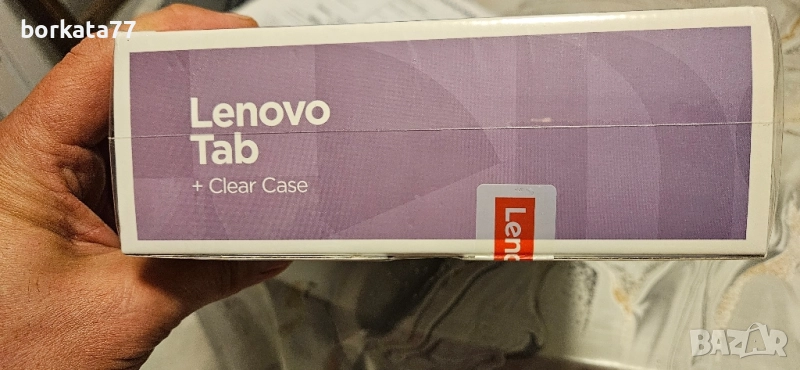 borkata77
Lenovo
Tab
+ Clear Case
Leno
BAZAR